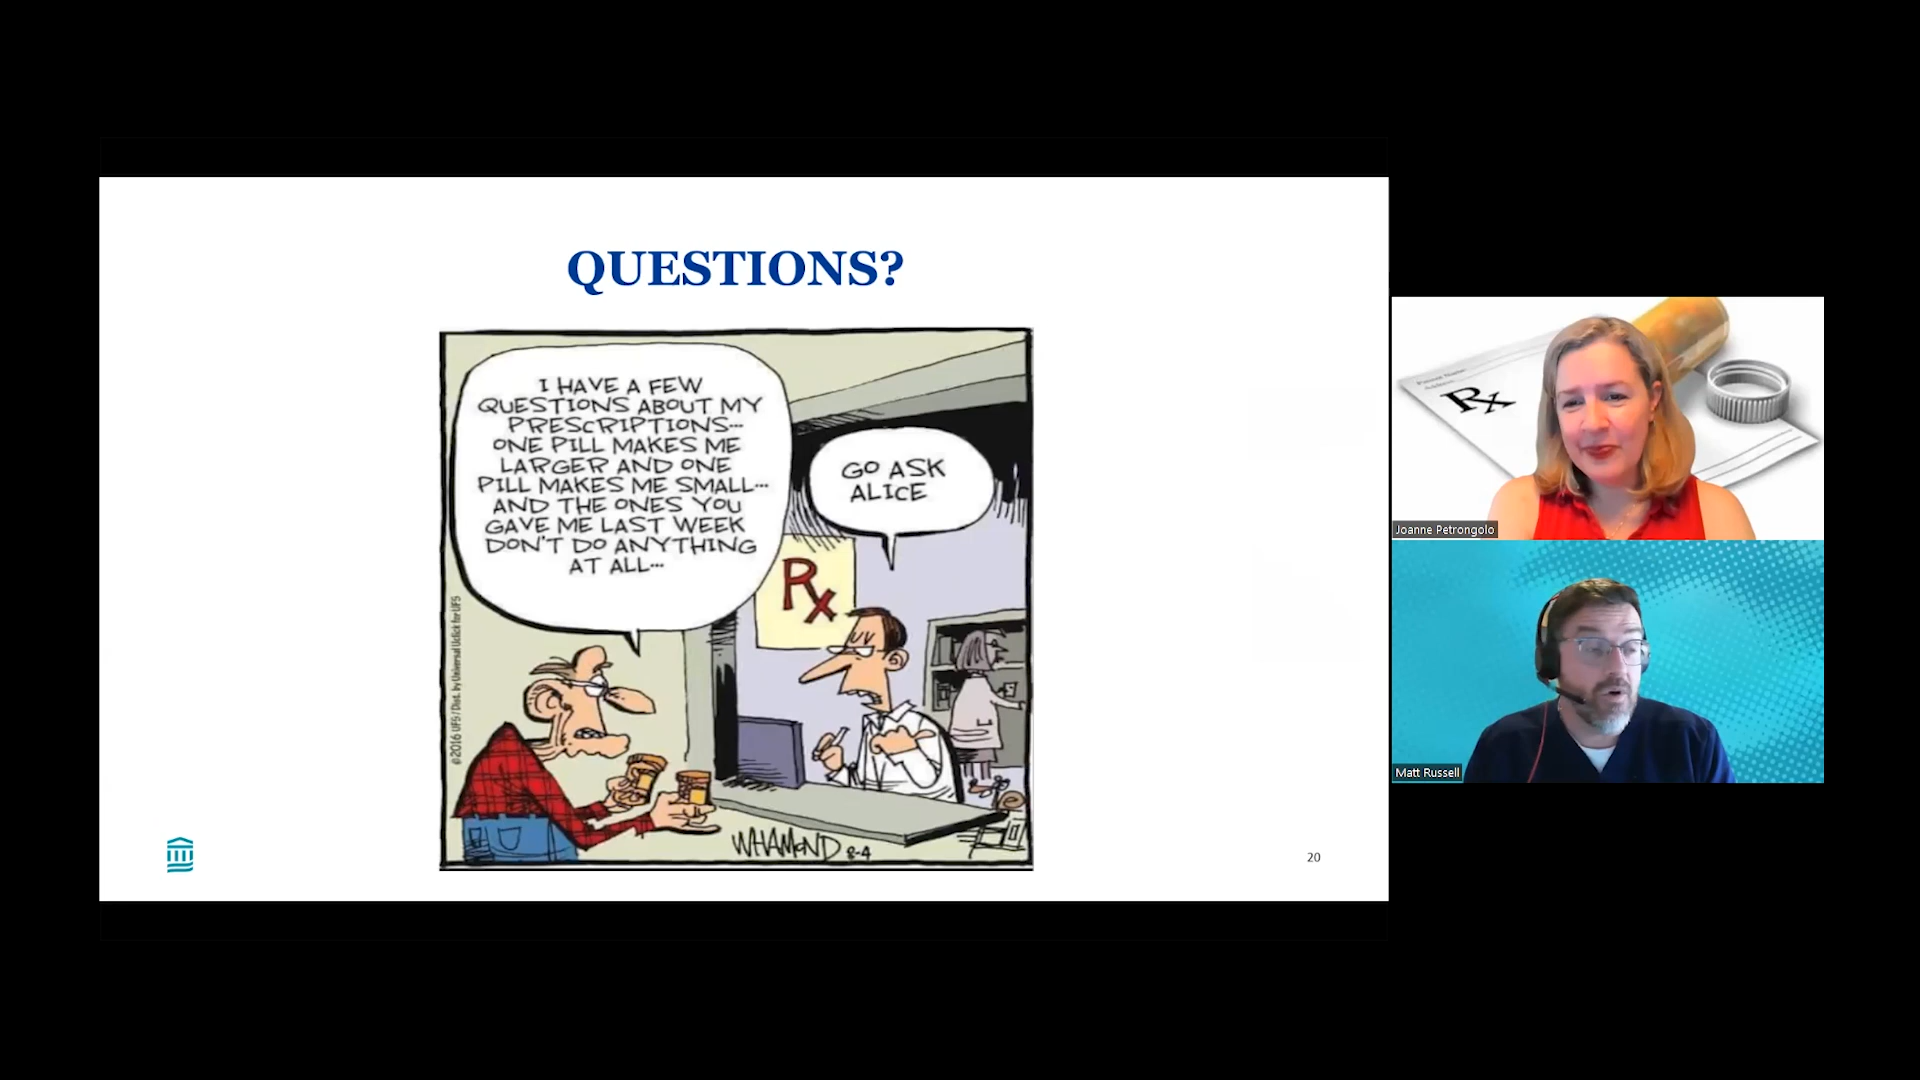 QUESTIONS?
I HAVE A FEW
QUESTIONS ABOUT MY
PRESCRIPTIONS...
ONE PILL MAKES ME
LARGER AND ONE
PILL MAKES ME SMALL...
AND THE ONES YOU
GAVE ME LAST WEEK
DON'T DO ANYTHING
AT ALL...
GO ASK
ALICE
Rx
©2016 UFS / Dist. by Universal Uclick for UFS
WHAMOND 8-4
20
Rx
Joanne Petrongolo
Matt Russell